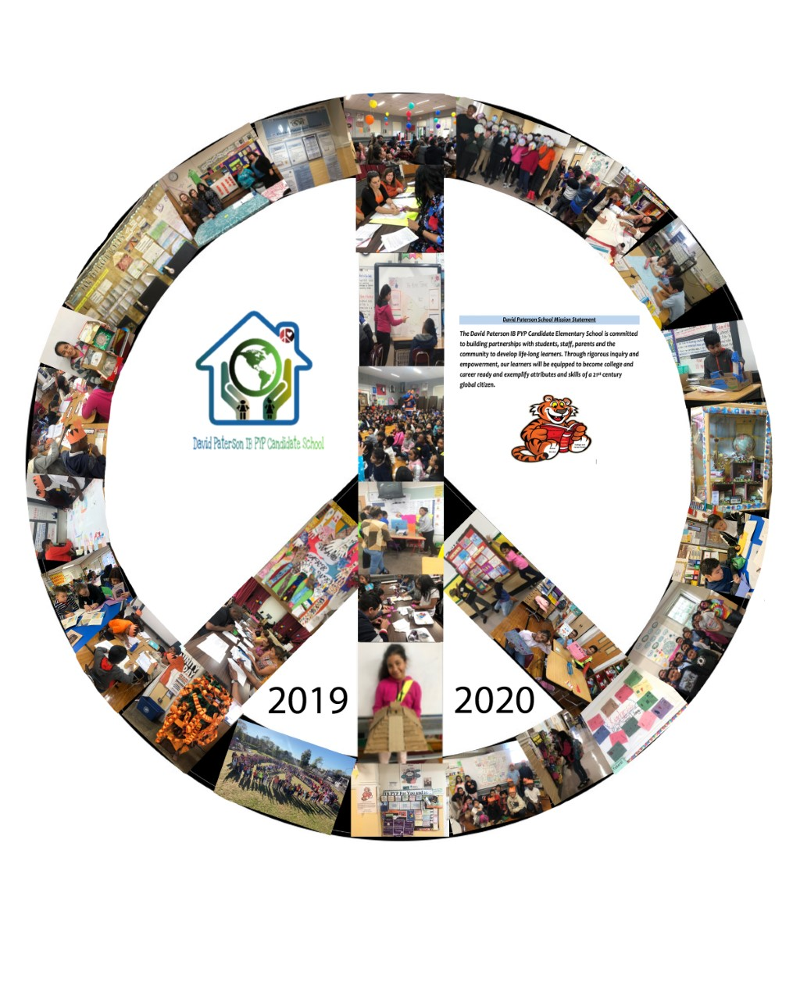 David Paterson School Mission Statement
The David Paterson IB PYP Candidate Elementary School is committed
to building partnerships with students, staff, parents and the
community to develop life-long learners. Through rigorous inquiry and
empowerment, our learners will be equipped to become college and
career ready and exemplify attributes and skills of a 21st century
global citizen.
David Paterson IB PYP Candidate School
2019
2020